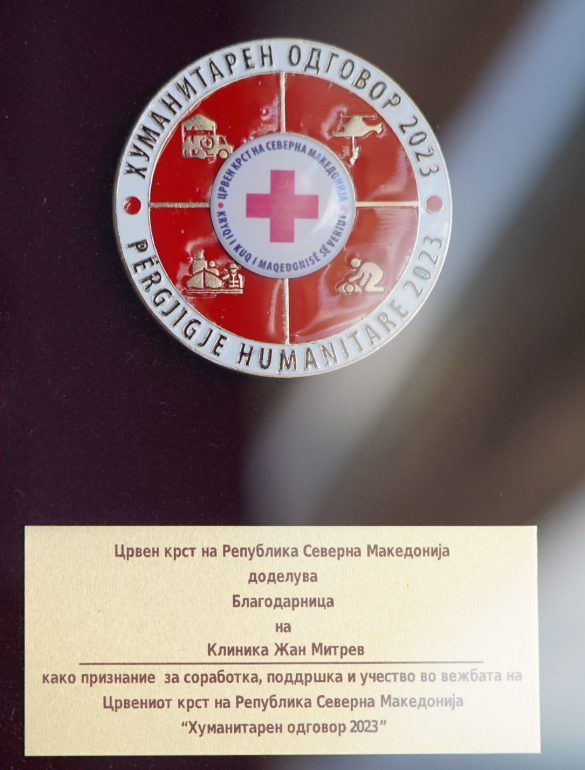 ХУМАНИТАРЕН ОДГОВОР 2023
ЦРВЕН КРСТ НА СЕВЕРНА МАКЕДОНИЈА
KRYQI I KUQ I MAQEDONISË SË VERIUT
PËRGJIGJE HUMANITARE 2023
Црвен крст на Република Северна Македонија
доделува
Благодарница
на
Клиника Жан Митрев
како признание за соработка, поддршка и учество во вежбата на
Црвениот крст на Република Северна Македонија
“Хуманитарен одговор 2023”